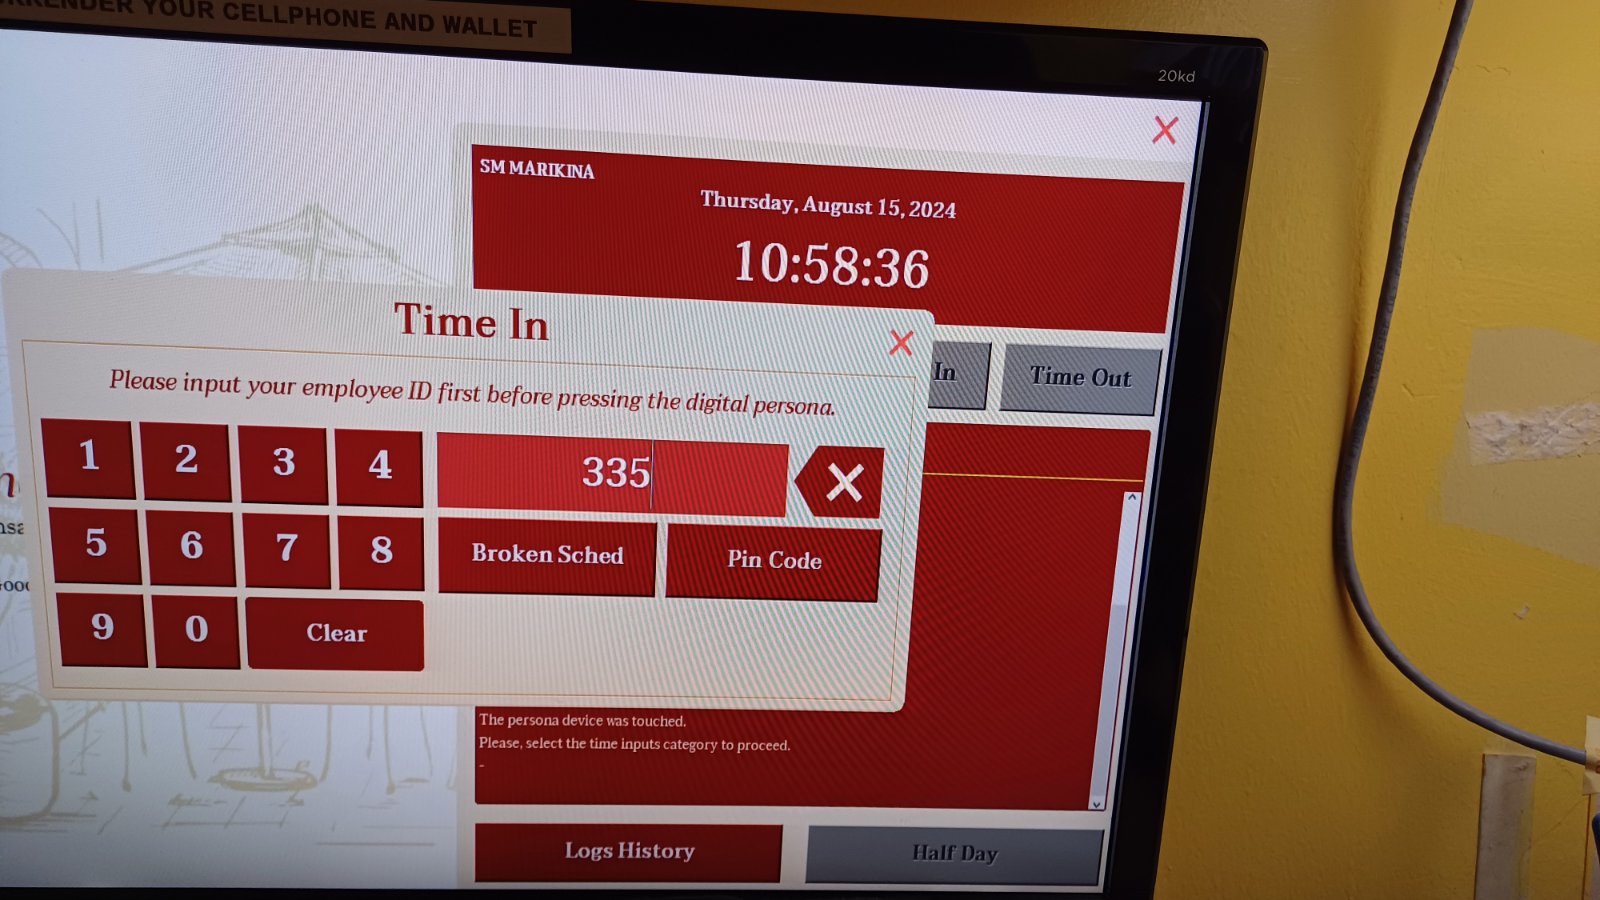 YOUR CELLPHONE AND WALLET
20kd
SM MARIKINA
Thursday, August 15, 2024
10:58:36
Time In
In
Time Out
Please input your employee ID first before pressing the digital persona.
1 2 3 4
335
5 6 7 8
Broken Sched
Pin Code
9 0
Clear
The persona device was touched.
Please, select the time inputs category to proceed.
-
Logs History
Half Day